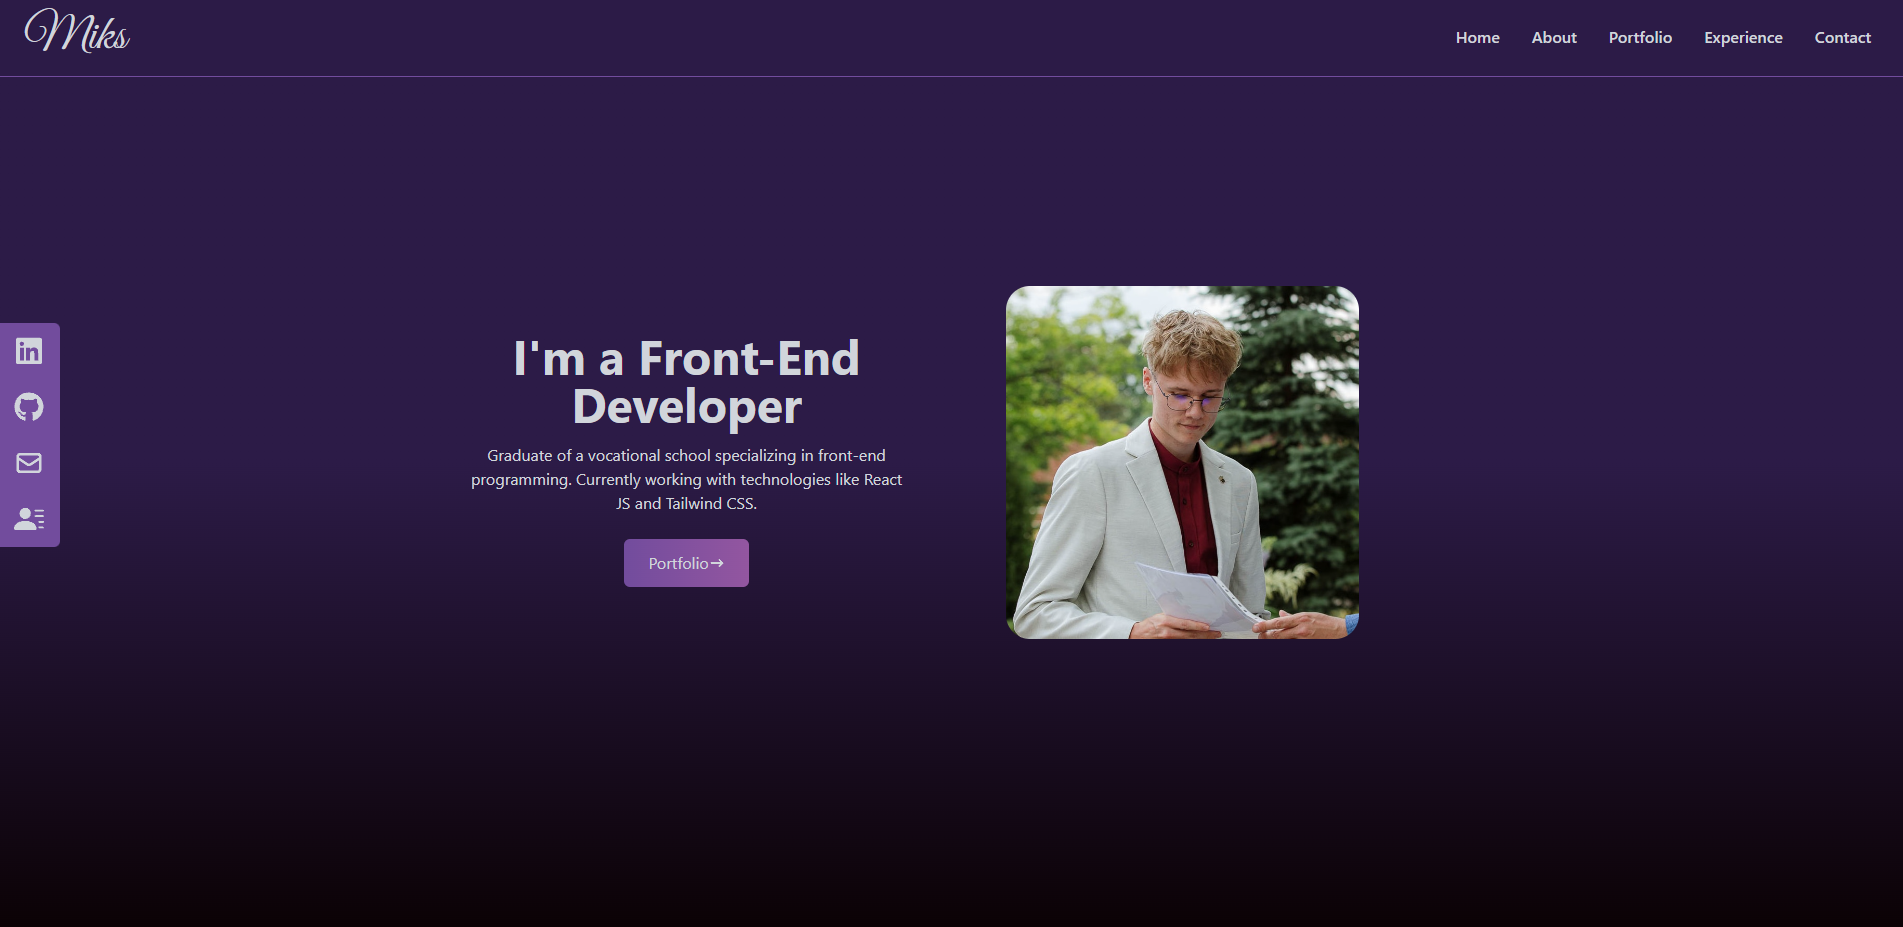 Miks
Home About Portfolio Experience Contact
in
I'm a Front-End
Developer
Graduate of a vocational school specializing in front-end
programming. Currently working with technologies like React
JS and Tailwind CSS.
Portfolio→